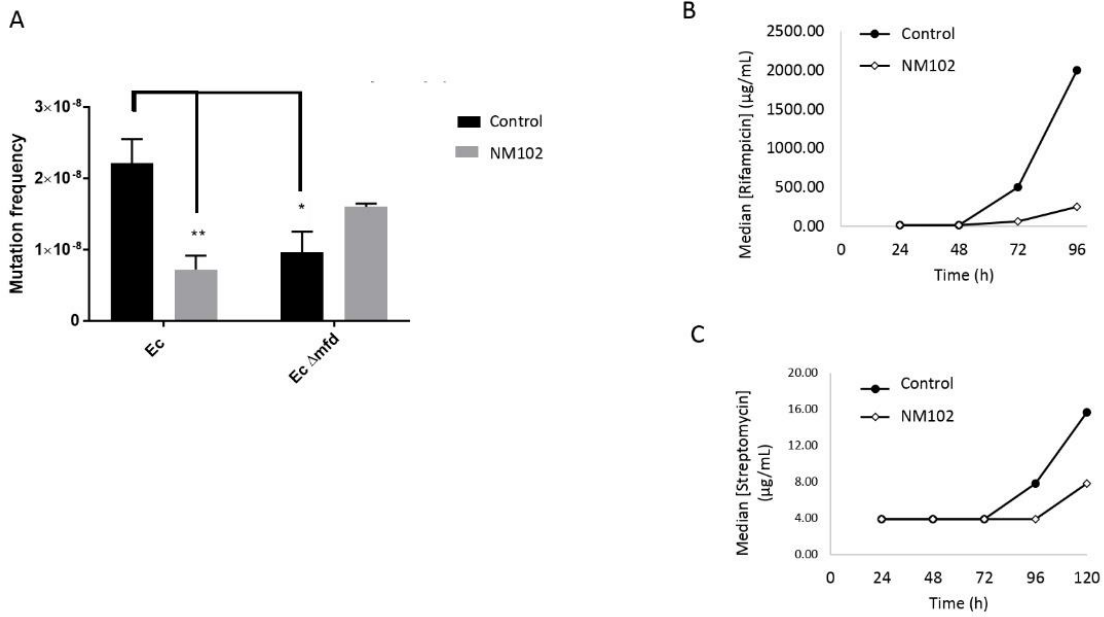 A
3×10⁻⁸
2×10⁻⁸
1×10⁻⁸
0
Mutation frequency
Control
NM102
**
*
Ec
Ec Δmfd
B
2500.00
2000.00
1500.00
1000.00
500.00
0.00
Median [Rifampicin] (µg/mL)
Control
NM102
0 24 48 72 96
Time (h)
C
20.00
16.00
12.00
8.00
4.00
0.00
Median [Streptomycin]
(µg/mL)
Control
NM102
0 24 48 72 96 120
Time (h)